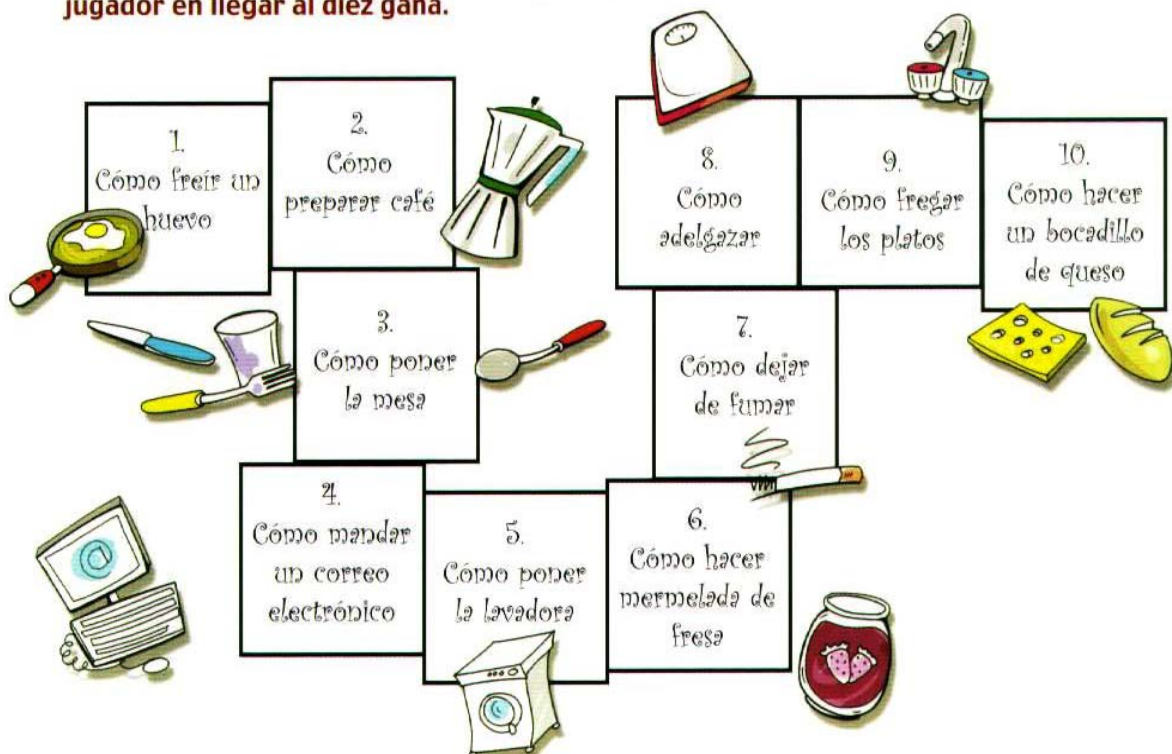 jugador en llegar al diez gana.
1.
Cómo freír un
huevo
2.
Cómo
preparar café
3.
Cómo poner
la mesa
4.
Cómo mandar
un correo
electrónico
5.
Cómo poner
la lavadora
6.
Cómo hacer
mermelada de
fresa
7.
Cómo dejar
de fumar
8.
Cómo
adelgazar
9.
Cómo fregar
los platos
10.
Cómo hacer
un bocadillo
de queso
@